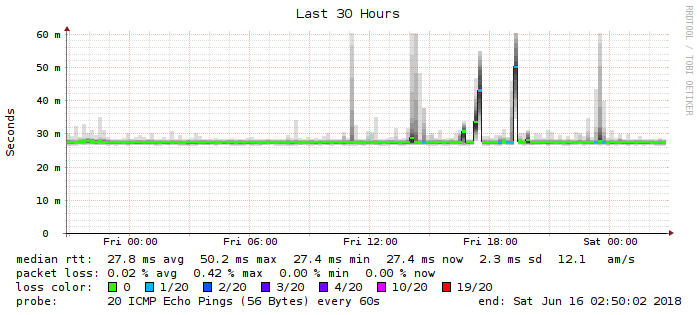 Last 30 Hours
RRDTOOL / TOBI OETIKER
Seconds
60 m
50 m
40 m
30 m
20 m
10 m
0
Fri 00:00 Fri 06:00 Fri 12:00 Fri 18:00 Sat 00:00
median rtt: 27.8 ms avg 50.2 ms max 27.4 ms min 27.4 ms now 2.3 ms sd 12.1 am/s
packet loss: 0.02 % avg 0.42 % max 0.00 % min 0.00 % now
loss color: 0 1/20 2/20 3/20 4/20 10/20 19/20
probe: 20 ICMP Echo Pings (56 Bytes) every 60s end: Sat Jun 16 02:50:02 2018